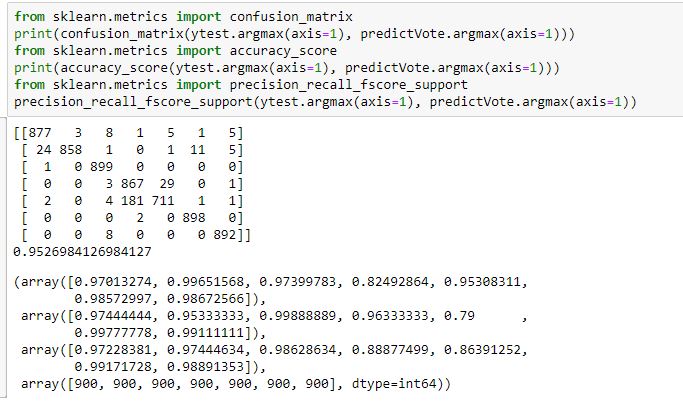 from sklearn.metrics import confusion_matrix
print(confusion_matrix(ytest.argmax(axis=1), predictVote.argmax(axis=1)))
from sklearn.metrics import accuracy_score
print(accuracy_score(ytest.argmax(axis=1), predictVote.argmax(axis=1)))
from sklearn.metrics import precision_recall_fscore_support
precision_recall_fscore_support(ytest.argmax(axis=1), predictVote.argmax(axis=1))
[[877   3   8   1   5   1   5]
 [ 24 858   1   0   1  11   5]
 [  1   0 899   0   0   0   0]
 [  0   0   3 867  29   0   1]
 [  2   0   4 181 711   1   1]
 [  0   0   0   2   0 898   0]
 [  0   0   8   0   0   0 892]]
0.9526984126984127
(array([0.97013274, 0.99651568, 0.97399783, 0.82492864, 0.95308311,
        0.98572997, 0.98672566]),
 array([0.97444444, 0.95333333, 0.99888889, 0.96333333, 0.79      ,
        0.99777778, 0.99111111]),
 array([0.97228381, 0.97444634, 0.98628634, 0.88877499, 0.86391252,
        0.99171728, 0.98891353]),
 array([900, 900, 900, 900, 900, 900, 900], dtype=int64))